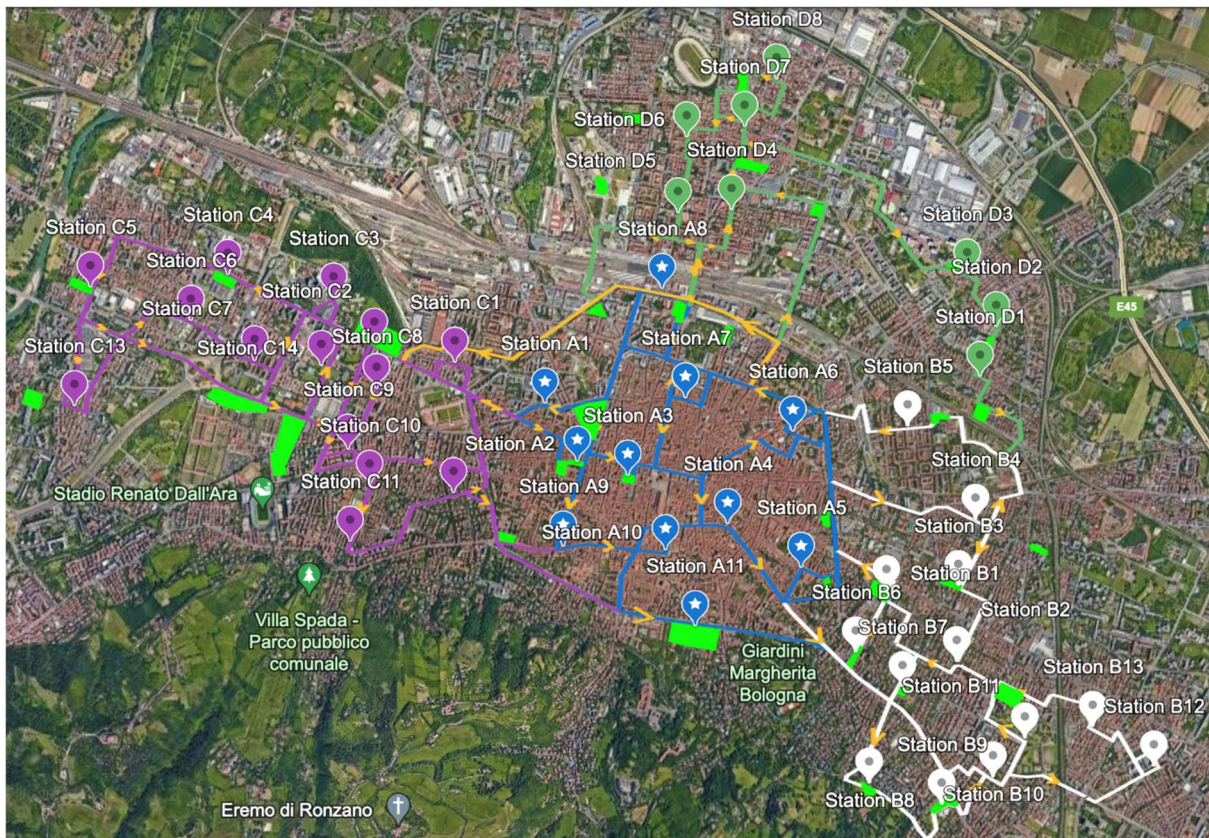 Station D8
Station D7
Station D6
Station D4
Station D5
Station C4
Station C5
Station A8
Station D3
Station C3
Station C6
Station D2
Station C2
Station C7
Station C1
E45
Station D1
Station C8
Station A7
Station A1
Station C13
Station C14
Station A6
Station B5
Station C9
Station A3
Station C10
Station A2
Station A4
Station B4
Station C11
Station A9
Stadio Renato Dall'Ara
Station A5
Station B3
Station A10
Station A11
Station B1
Station B6
Station B2
Villa Spada -
Parco pubblico
comunale
Station B7
Giardini
Margherita
Bologna
Station B13
Station B11
Station B12
Station B9
Station B10
Station B8
Eremo di Ronzano